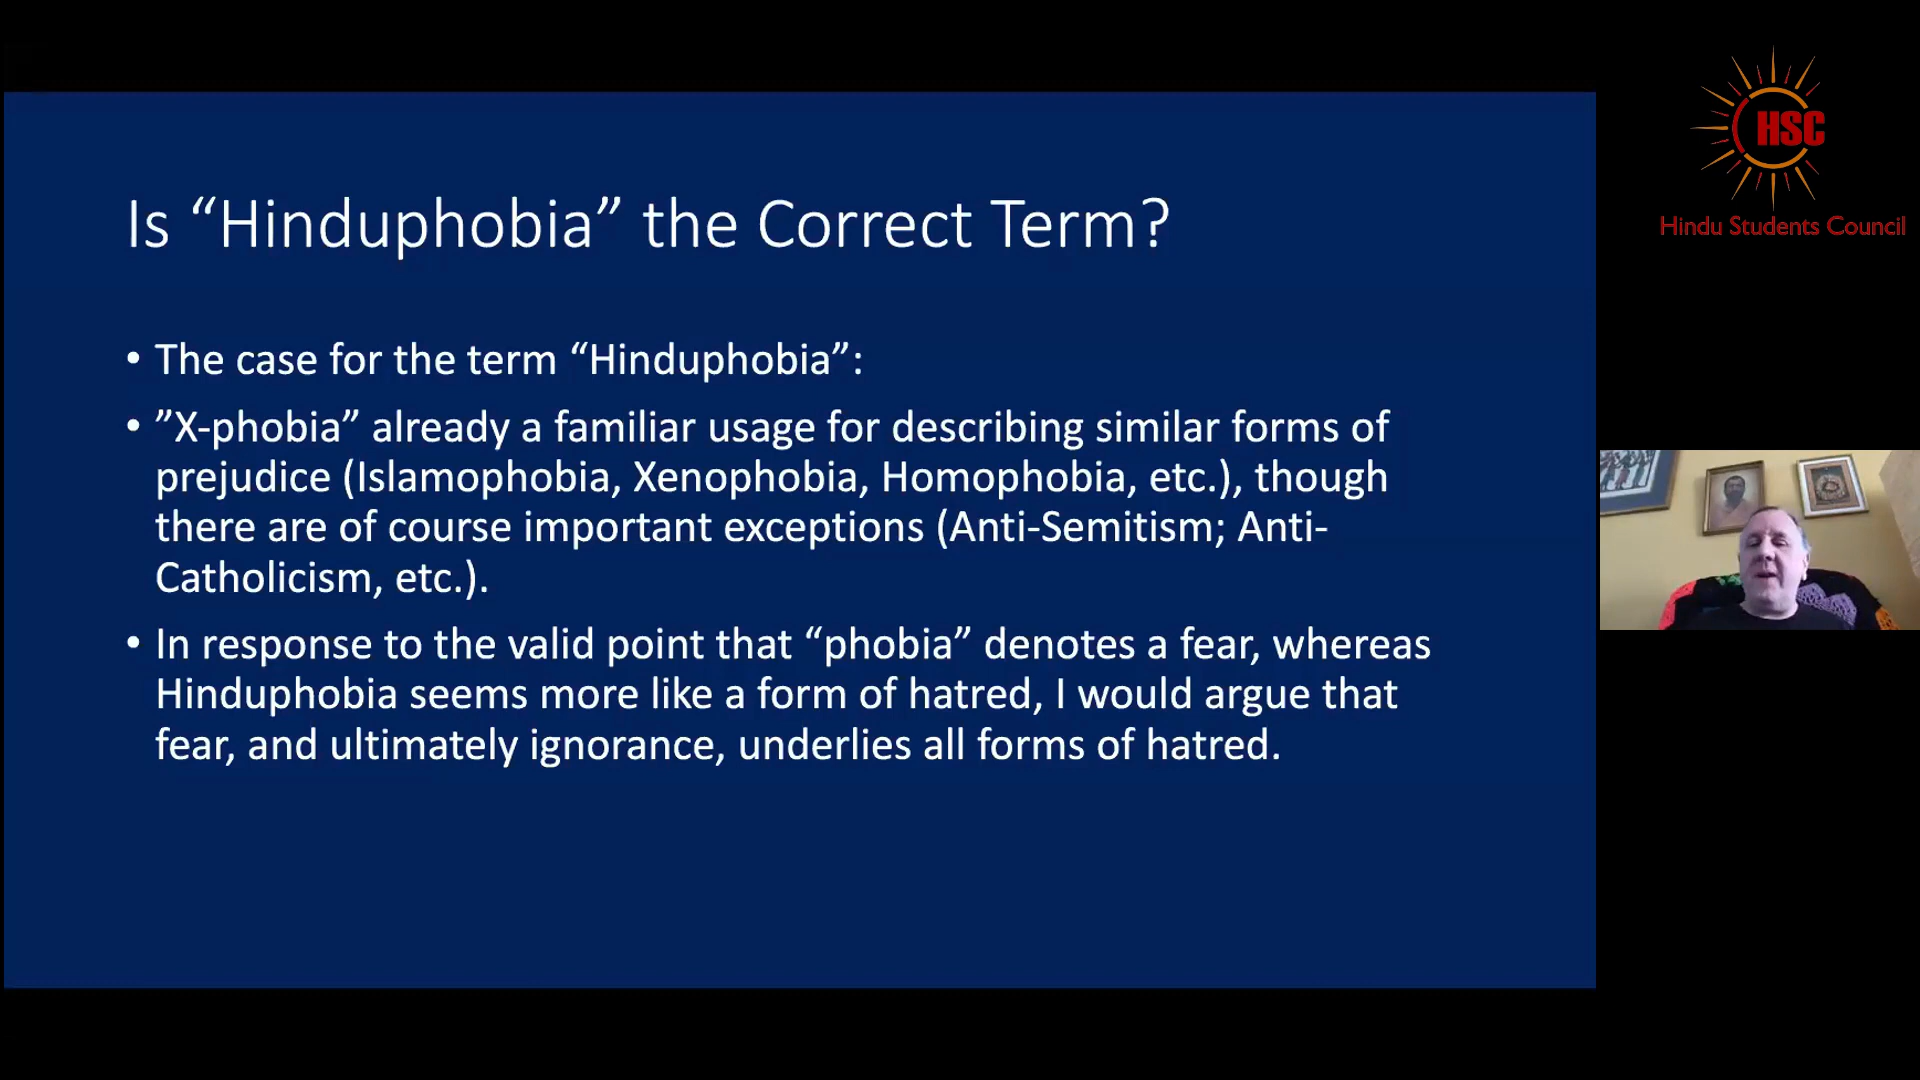 Is “Hinduphobia” the Correct Term?
• The case for the term “Hinduphobia”:
• ”X-phobia” already a familiar usage for describing similar forms of
prejudice (Islamophobia, Xenophobia, Homophobia, etc.), though
there are of course important exceptions (Anti-Semitism; Anti-
Catholicism, etc.).
• In response to the valid point that “phobia” denotes a fear, whereas
Hinduphobia seems more like a form of hatred, I would argue that
fear, and ultimately ignorance, underlies all forms of hatred.
HSC
Hindu Students Council